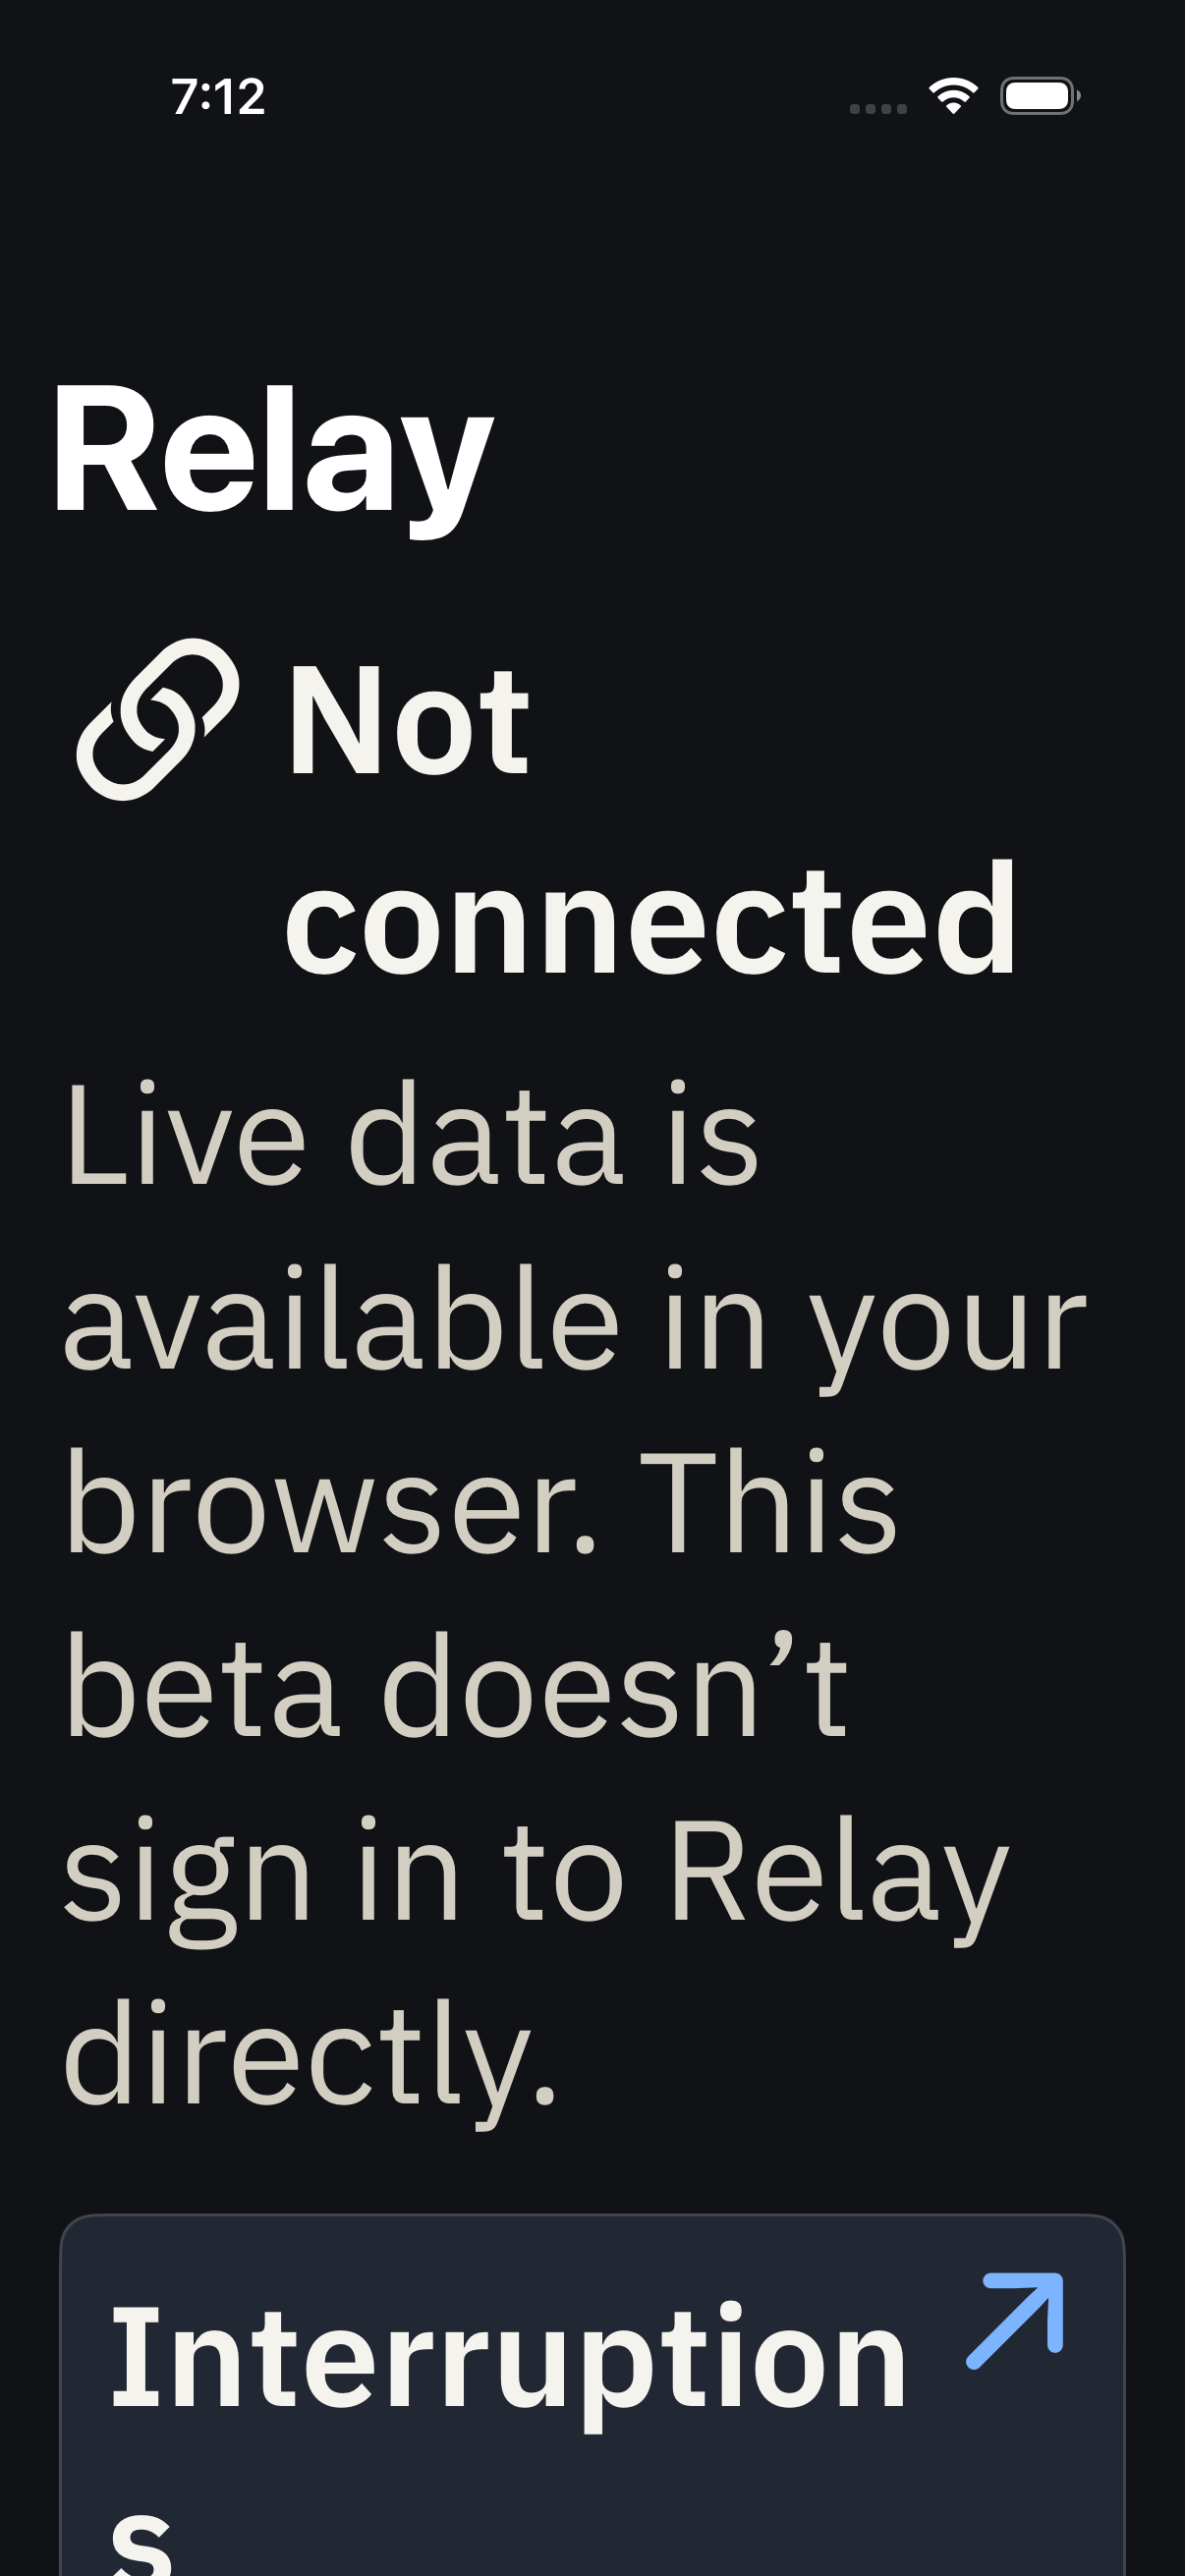 7:12
Relay
Not
connected
Live data is
available in your
browser. This
beta doesn’t
sign in to Relay
directly.
Interruption
s